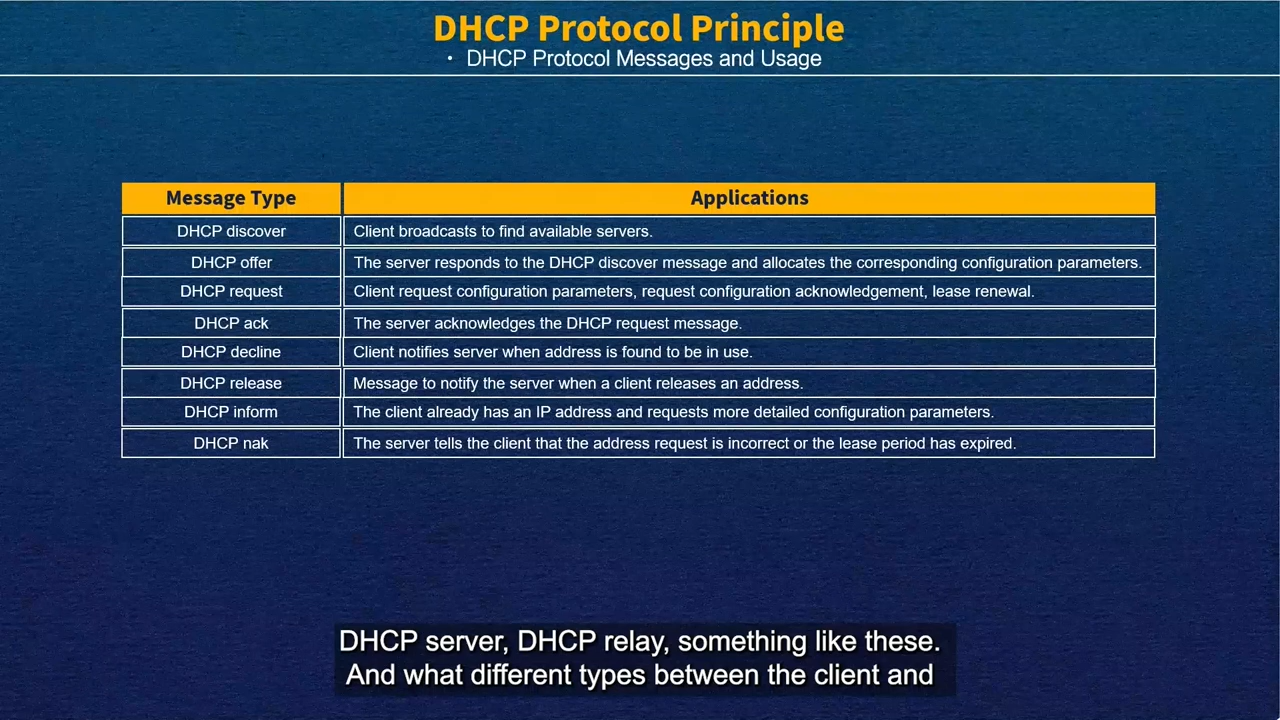 DHCP Protocol Principle
• DHCP Protocol Messages and Usage
Message Type Applications
DHCP discover Client broadcasts to find available servers.
DHCP offer The server responds to the DHCP discover message and allocates the corresponding configuration parameters.
DHCP request Client request configuration parameters, request configuration acknowledgement, lease renewal.
DHCP ack The server acknowledges the DHCP request message.
DHCP decline Client notifies server when address is found to be in use.
DHCP release Message to notify the server when a client releases an address.
DHCP inform The client already has an IP address and requests more detailed configuration parameters.
DHCP nak The server tells the client that the address request is incorrect or the lease period has expired.
DHCP server, DHCP relay, something like these.
And what different types between the client and